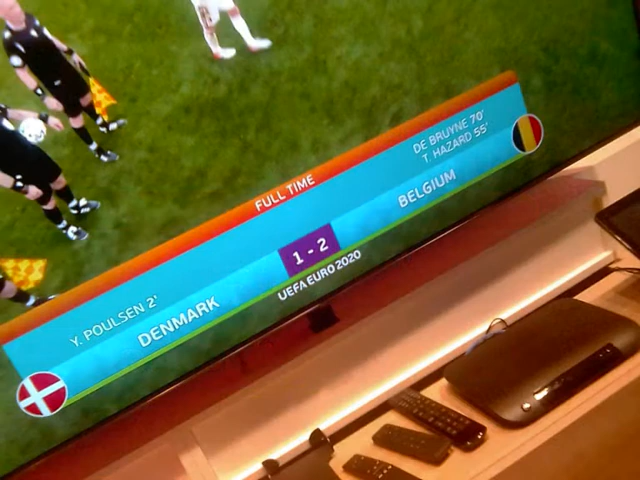 FULL TIME
DE BRUYNE 70'
T. HAZARD 55'
Y. POULSEN 2'
DENMARK
1 - 2
BELGIUM
UEFA EURO 2020